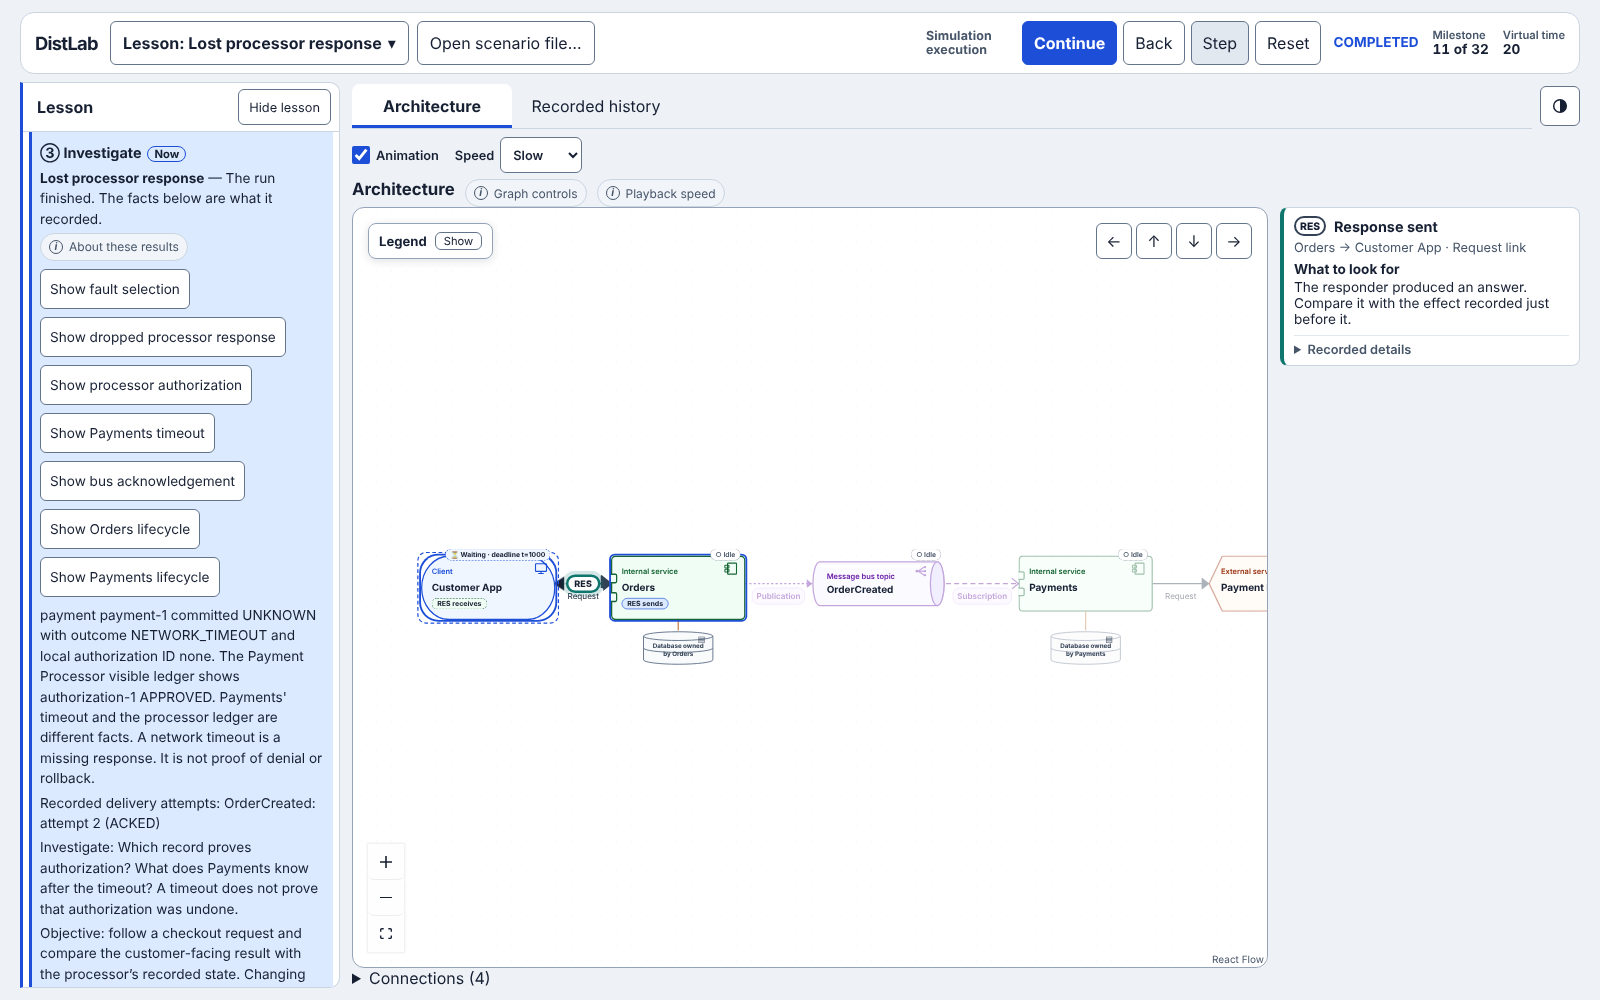 DistLab
Lesson: Lost processor response ▾
Open scenario file...
Simulation
execution
Continue
Back
Step
Reset
COMPLETED
Milestone
11 of 32
Virtual time
20
Lesson
Hide lesson
3 Investigate Now
Lost processor response — The run
finished. The facts below are what it
recorded.
About these results
Show fault selection
Show dropped processor response
Show processor authorization
Show Payments timeout
Show bus acknowledgement
Show Orders lifecycle
Show Payments lifecycle
payment payment-1 committed UNKNOWN
with outcome NETWORK_TIMEOUT and
local authorization ID none. The Payment
Processor visible ledger shows
authorization-1 APPROVED. Payments'
timeout and the processor ledger are
different facts. A network timeout is a
missing response. It is not proof of denial or
rollback.
Recorded delivery attempts: OrderCreated:
attempt 2 (ACKED)
Investigate: Which record proves
authorization? What does Payments know
after the timeout? A timeout does not prove
that authorization was undone.
Objective: follow a checkout request and
compare the customer-facing result with
the processor's recorded state. Changing
Architecture
Recorded history
Animation
Speed
Slow
Architecture
Graph controls
Playback speed
Legend
Show
← ↑ ↓ →
Waiting · deadline t=1000
Client
Customer App
RES receives
RES
Request
Idle
Internal service
Orders
RES sends
Database owned
by Orders
Publication
Idle
Message bus topic
OrderCreated
Subscription
Idle
Internal service
Payments
Database owned
by Payments
Request
External serv
Payment
React Flow
Connections (4)
RES Response sent
Orders → Customer App · Request link
What to look for
The responder produced an answer.
Compare it with the effect recorded just
before it.
Recorded details